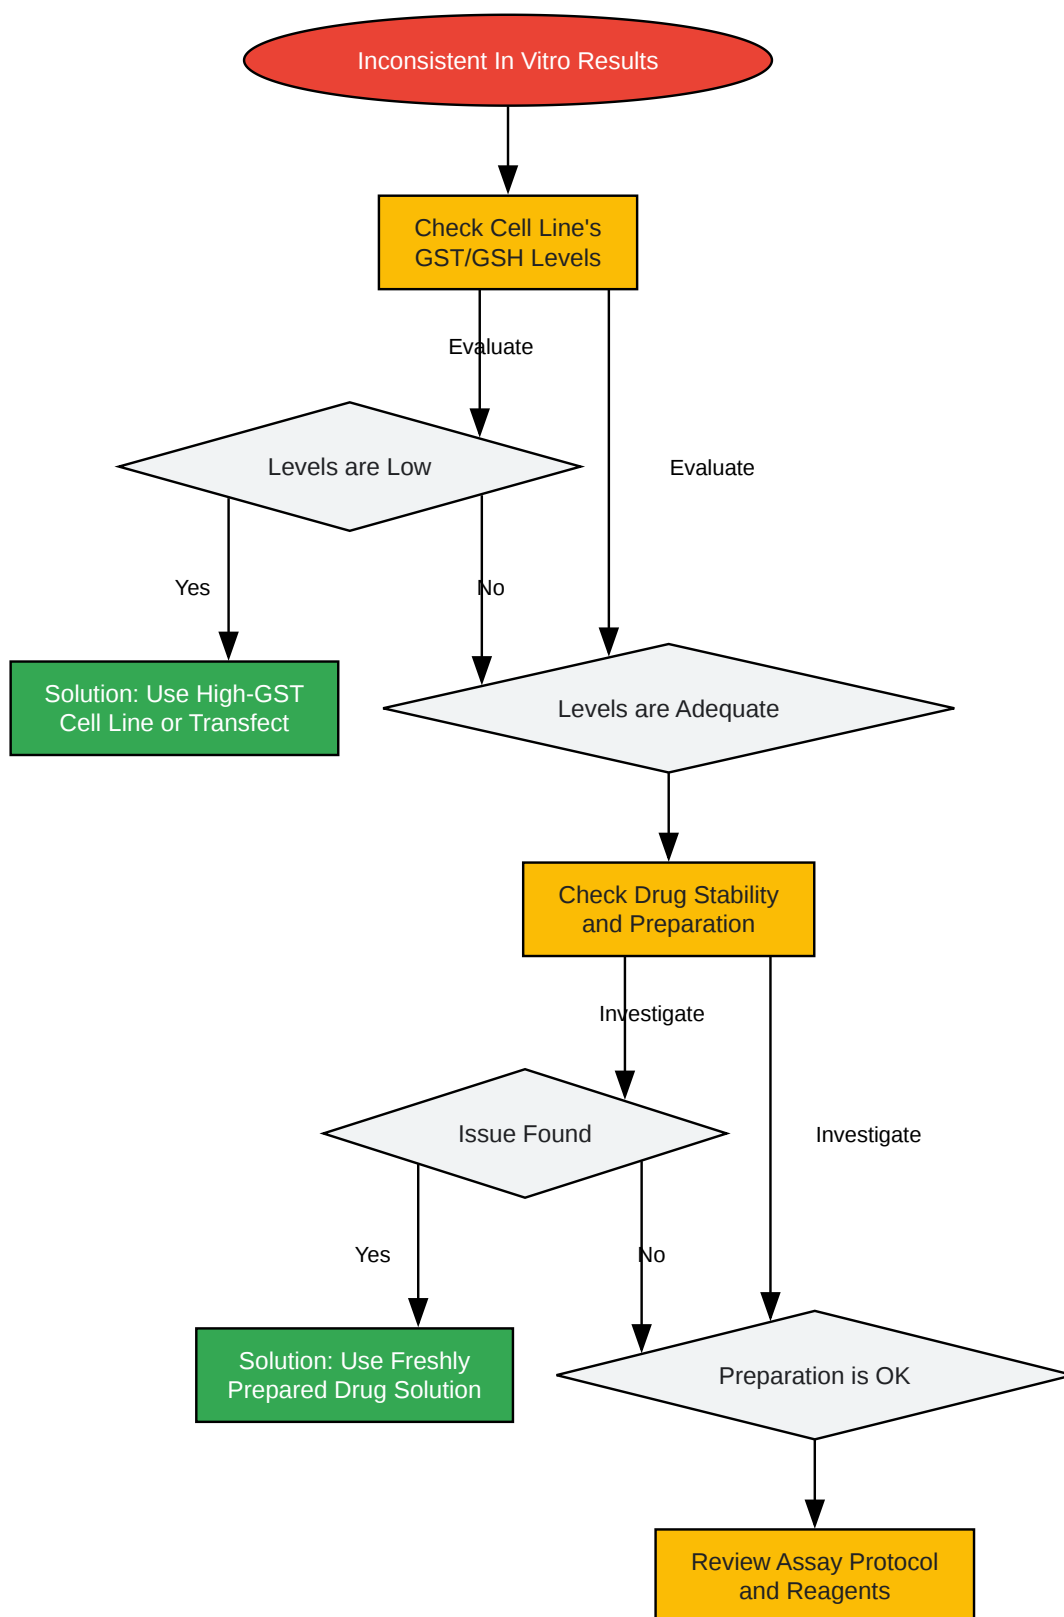 Inconsistent In Vitro Results
Check Cell Line's
GST/GSH Levels
Evaluate
Levels are Low
Evaluate
Yes
No
Solution: Use High-GST
Cell Line or Transfect
Levels are Adequate
Check Drug Stability
and Preparation
Investigate
Issue Found
Investigate
Yes
No
Solution: Use Freshly
Prepared Drug Solution
Preparation is OK
Review Assay Protocol
and Reagents